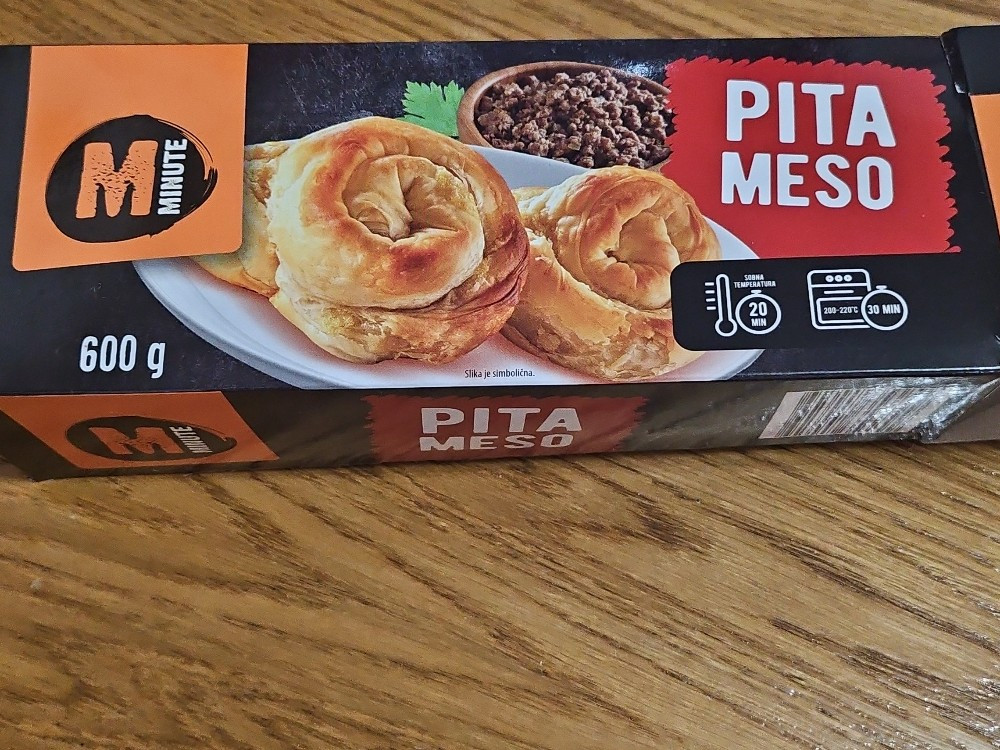 M
MINUTE
PITA
MESO
SOBNA
TEMPERATURA
20
MIN
200-220°C
30 MIN
600 g
Slika je simbolična.
M
MINUTE
PITA
MESO